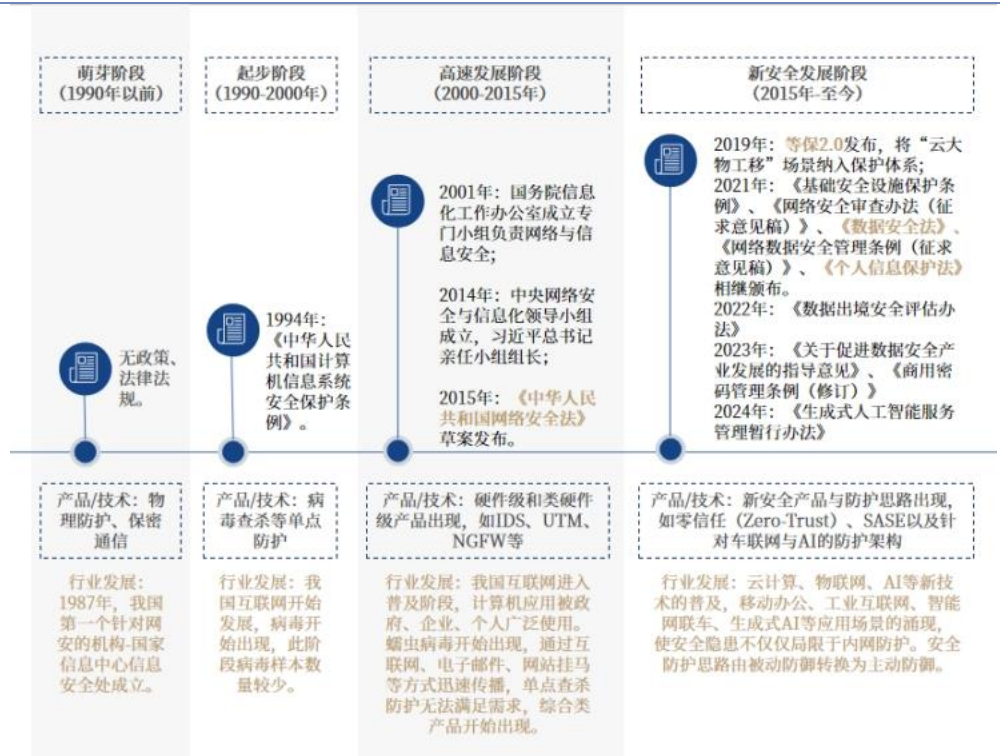 萌芽阶段
（1990年以前）
起步阶段
（1990-2000年）
高速发展阶段
（2000-2015年）
新安全发展阶段
（2015年-至今）
无政策、
法律法
规。
1994年：
《中华人民
共和国计算
机信息系统
安全保护条
例》。
2001年：国务院信息
化工作办公室成立专
门小组负责网络与信
息安全;
2014年：中央网络安
全与信息化领导小组
成立，习近平总书记
亲任小组组长;
2015年：《中华人民
共和国网络安全法》
草案发布。
2019年：等保2.0发布，将“云大
物工移”场景纳入保护体系;
2021年：《基础安全设施保护条
例》、《网络安全审查办法（征
求意见稿）》、《数据安全法》、
《网络数据安全管理条例（征求
意见稿）》、《个人信息保护法》
相继颁布。
2022年：《数据出境安全评估办
法》
2023年：《关于促进数据安全产
业发展的指导意见》、《商用密
码管理条例（修订）》
2024年：《生成式人工智能服务
管理暂行办法》
产品/技术：物
理防护、保密
通信
产品/技术：病
毒查杀等单点
防护
产品/技术：硬件级和类硬件
级产品出现，如IDS、UTM、
NGFW等
产品/技术：新安全产品与防护思路出现，
如零信任（Zero-Trust）、SASE以及针
对车联网与AI的防护架构
行业发展：
1987年，我国
第一个针对网
安的机构-国家
信息中心信息
安全处成立。
行业发展：我
国互联网开始
发展，病毒开
始出现，此阶
段病毒样本数
量较少。
行业发展：我国互联网进入
普及阶段，计算机应用被政
府、企业、个人广泛使用。
蠕虫病毒开始出现，通过互
联网、电子邮件、网站挂马
等方式迅速传播，单点查杀
防护无法满足需求，综合类
产品开始出现。
行业发展：云计算、物联网、AI等新技
术的普及，移动办公、工业互联网、智能
网联车、生成式AI等应用场景的涌现，
使安全隐患不仅仅局限于内网防护。安全
防护思路由被动防御转换为主动防御。